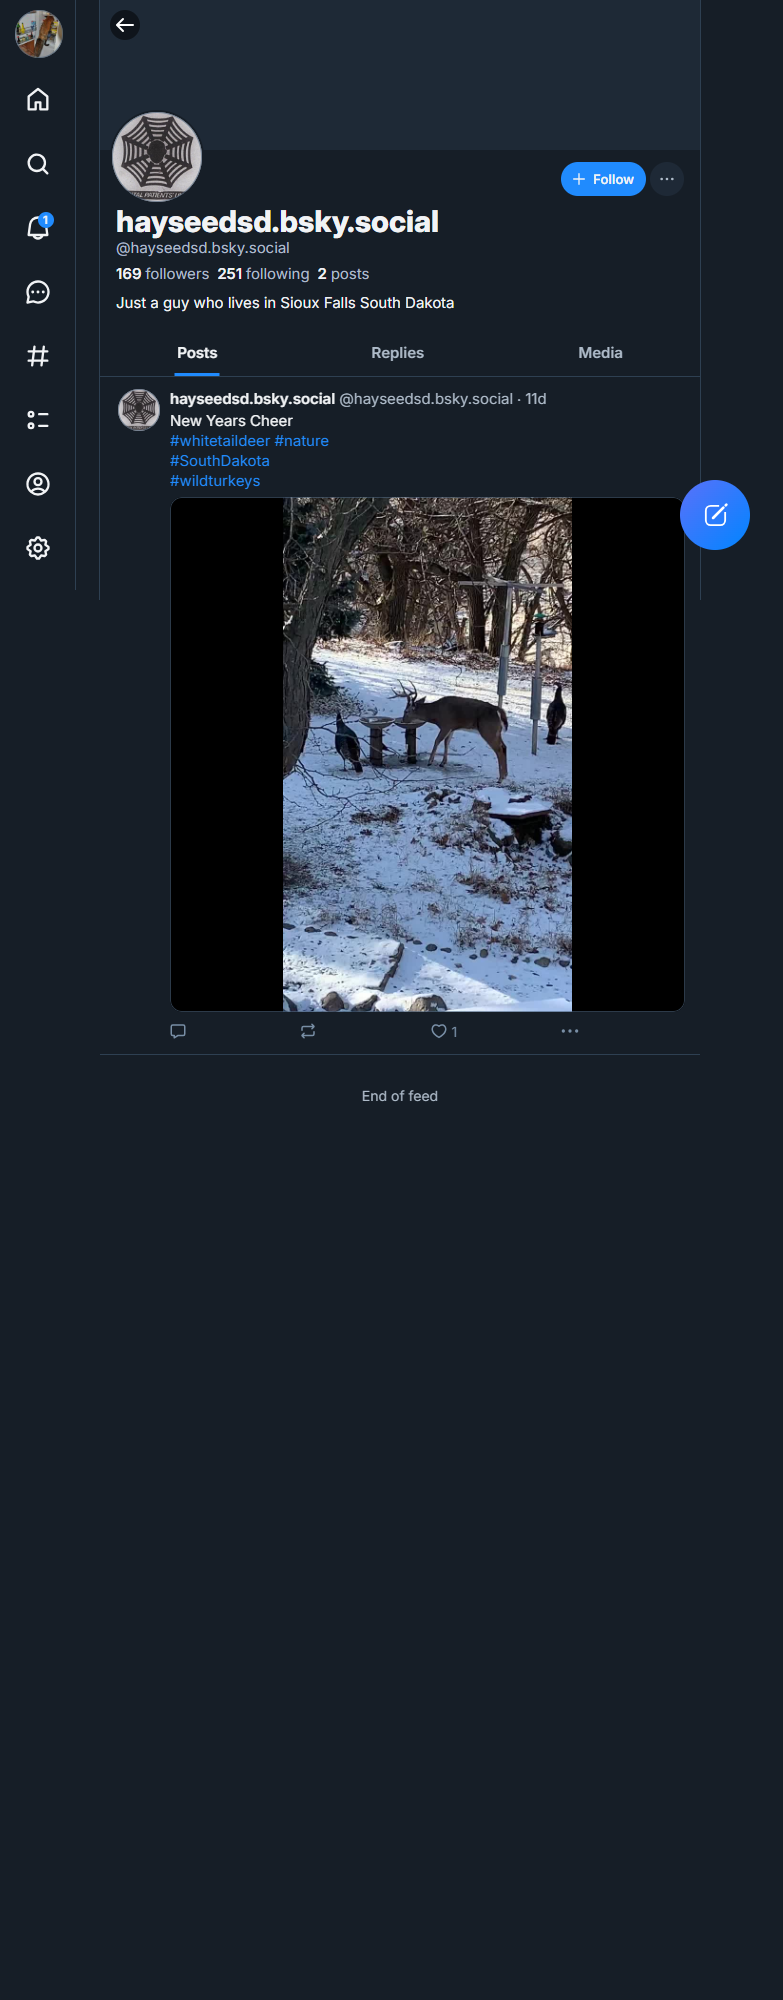 1
Follow
hayseedsd.bsky.social
@hayseedsd.bsky.social
169 followers 251 following 2 posts
Just a guy who lives in Sioux Falls South Dakota
Posts Replies Media
hayseedsd.bsky.social @hayseedsd.bsky.social · 11d
New Years Cheer
#whitetaildeer #nature
#SouthDakota
#wildturkeys
1
End of feed